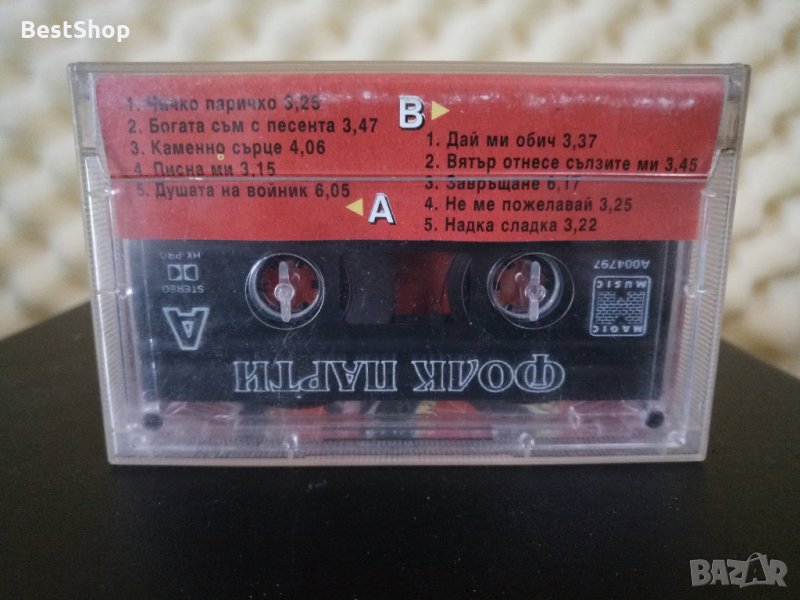 BestShop
1. Чичко паричко 3,25
2. Богата съм с песента 3,47
3. Каменно сърце 4,06
4. Писна ми 3,15
5. Душата на войник 6,05
B
A
1. Дай ми обич 3,37
2. Вятър отнесе сълзите ми 3,45
3. Завръщане 6,17
4. Не ме пожелавай 3,25
5. Надка сладка 3,22
HX-PRO
STEREO
A
A004797
MAGIC
MUSIC
ФОЛК ПАРТИ
BAZAR